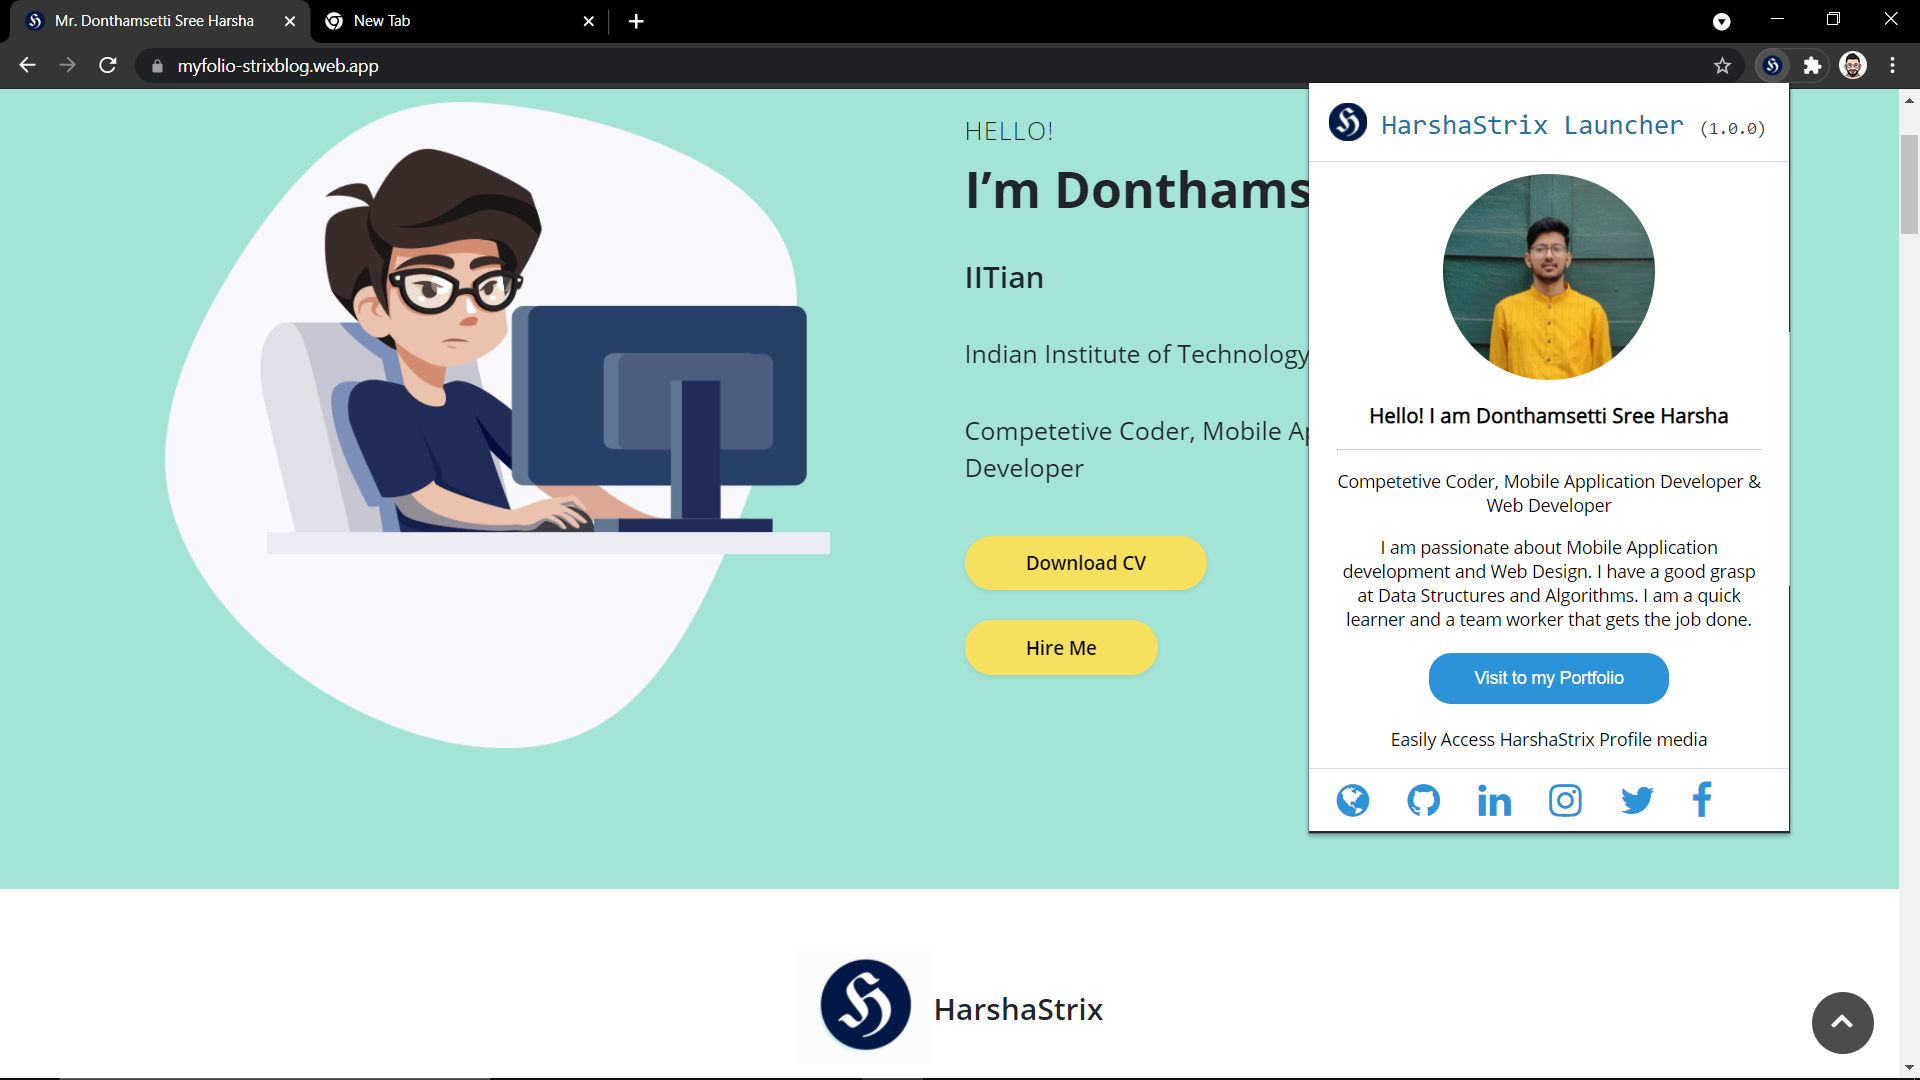 Mr. Donthamsetti Sree Harsha
New Tab
myfolio-strixblog.web.app
HELLO!
I'm Donthams
IITian
Indian Institute of Technology
Competetive Coder, Mobile Ap
Developer
Download CV
Hire Me
HarshaStrix Launcher (1.0.0)
Hello! I am Donthamsetti Sree Harsha
Competetive Coder, Mobile Application Developer &
Web Developer
I am passionate about Mobile Application
development and Web Design. I have a good grasp
at Data Structures and Algorithms. I am a quick
learner and a team worker that gets the job done.
Visit to my Portfolio
Easily Access HarshaStrix Profile media
HarshaStrix